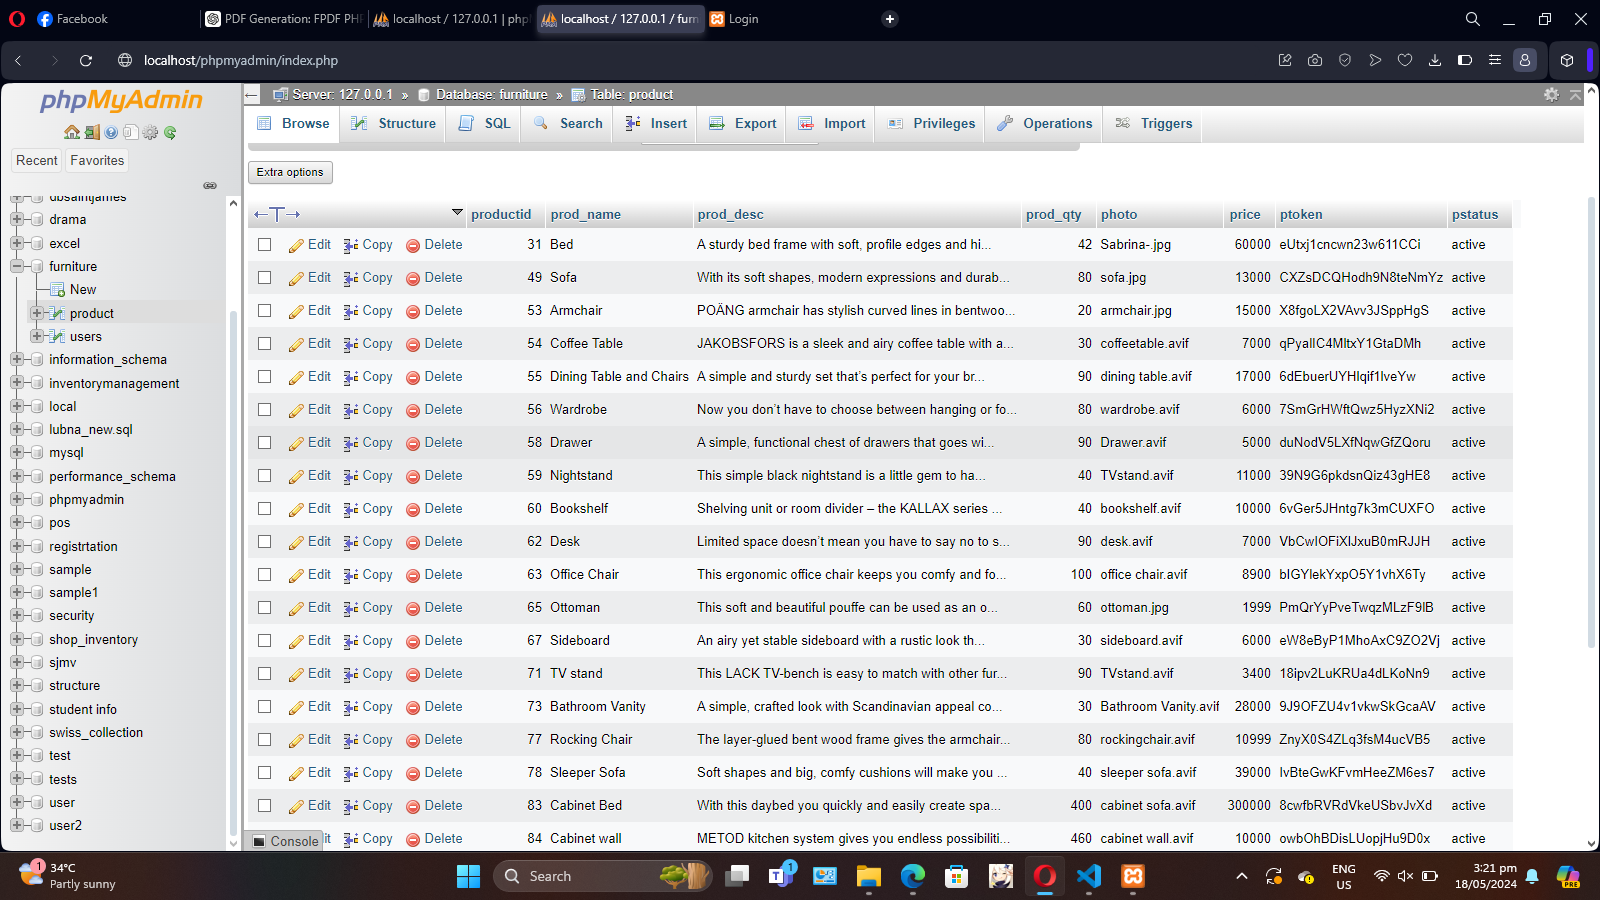 Facebook
PDF Generation: FPDF PH
localhost / 127.0.0.1 | php
localhost / 127.0.0.1 / furn
Login
localhost/phpmyadmin/index.php
phpMyAdmin
Recent
Favorites
dbsaintjames
drama
excel
furniture
New
product
users
information_schema
inventorymanagement
local
lubna_new.sql
mysql
performance_schema
phpmyadmin
pos
registrtation
sample
sample1
security
shop_inventory
sjmv
structure
student info
swiss_collection
test
tests
user
user2
Server: 127.0.0.1 » Database: furniture » Table: product
Browse Structure SQL Search Insert Export Import Privileges Operations Triggers
Extra options
←T→ productid prod_name prod_desc prod_qty photo price ptoken pstatus
Edit Copy Delete 31 Bed A sturdy bed frame with soft, profile edges and hi... 42 Sabrina-.jpg 60000 eUtxj1cncwn23w611CCi active
Edit Copy Delete 49 Sofa With its soft shapes, modern expressions and durab... 80 sofa.jpg 13000 CXZsDCQHodh9N8teNmYz active
Edit Copy Delete 53 Armchair POÄNG armchair has stylish curved lines in bentwoo... 20 armchair.jpg 15000 X8fgoLX2VAvv3JSppHgS active
Edit Copy Delete 54 Coffee Table JAKOBSFORS is a sleek and airy coffee table with a... 30 coffeetable.avif 7000 qPyallC4MltxY1GtaDMh active
Edit Copy Delete 55 Dining Table and Chairs A simple and sturdy set that's perfect for your br... 90 dining table.avif 17000 6dEbuerUYHlqif1lveYw active
Edit Copy Delete 56 Wardrobe Now you don't have to choose between hanging or fo... 80 wardrobe.avif 6000 7SmGrHWftQwz5HyzXNi2 active
Edit Copy Delete 58 Drawer A simple, functional chest of drawers that goes wi... 90 Drawer.avif 5000 duNodV5LXfNqwGfZQoru active
Edit Copy Delete 59 Nightstand This simple black nightstand is a little gem to ha... 40 TVstand.avif 11000 39N9G6pkdsnQiz43gHE8 active
Edit Copy Delete 60 Bookshelf Shelving unit or room divider – the KALLAX series ... 40 bookshelf.avif 10000 6vGer5JHntg7k3mCUXFO active
Edit Copy Delete 62 Desk Limited space doesn't mean you have to say no to s... 90 desk.avif 7000 VbCwIOFiXIJxuB0mRJJH active
Edit Copy Delete 63 Office Chair This ergonomic office chair keeps you comfy and fo... 100 office chair.avif 8900 bIGYlekYxpO5Y1vhX6Ty active
Edit Copy Delete 65 Ottoman This soft and beautiful pouffe can be used as an o... 60 ottoman.jpg 1999 PmQrYyPveTwqzMLzF9lB active
Edit Copy Delete 67 Sideboard An airy yet stable sideboard with a rustic look th... 30 sideboard.avif 6000 eW8eByP1MhoAxC9ZO2Vj active
Edit Copy Delete 71 TV stand This LACK TV-bench is easy to match with other fur... 90 TVstand.avif 3400 18ipv2LuKRUa4dLKoNn9 active
Edit Copy Delete 73 Bathroom Vanity A simple, crafted look with Scandinavian appeal co... 30 Bathroom Vanity.avif 28000 9J9OFZU4v1vkwSkGcaAV active
Edit Copy Delete 77 Rocking Chair The layer-glued bent wood frame gives the armchair... 80 rockingchair.avif 10999 ZnyX0S4ZLq3fsM4ucVB5 active
Edit Copy Delete 78 Sleeper Sofa Soft shapes and big, comfy cushions will make you ... 40 sleeper sofa.avif 39000 IvBteGwKFvmHeeZM6es7 active
Edit Copy Delete 83 Cabinet Bed With this daybed you quickly and easily create spa... 400 cabinet sofa.avif 300000 8cwfbRVRdVkeUSbvJvXd active
Console it Copy Delete 84 Cabinet wall METOD kitchen system gives you endless possibiliti... 460 cabinet wall.avif 10000 owbOhBDisLUopjHu9D0x active
1
34°C
Partly sunny
Search
1
PRE
ENG
US
3:21 pm
18/05/2024